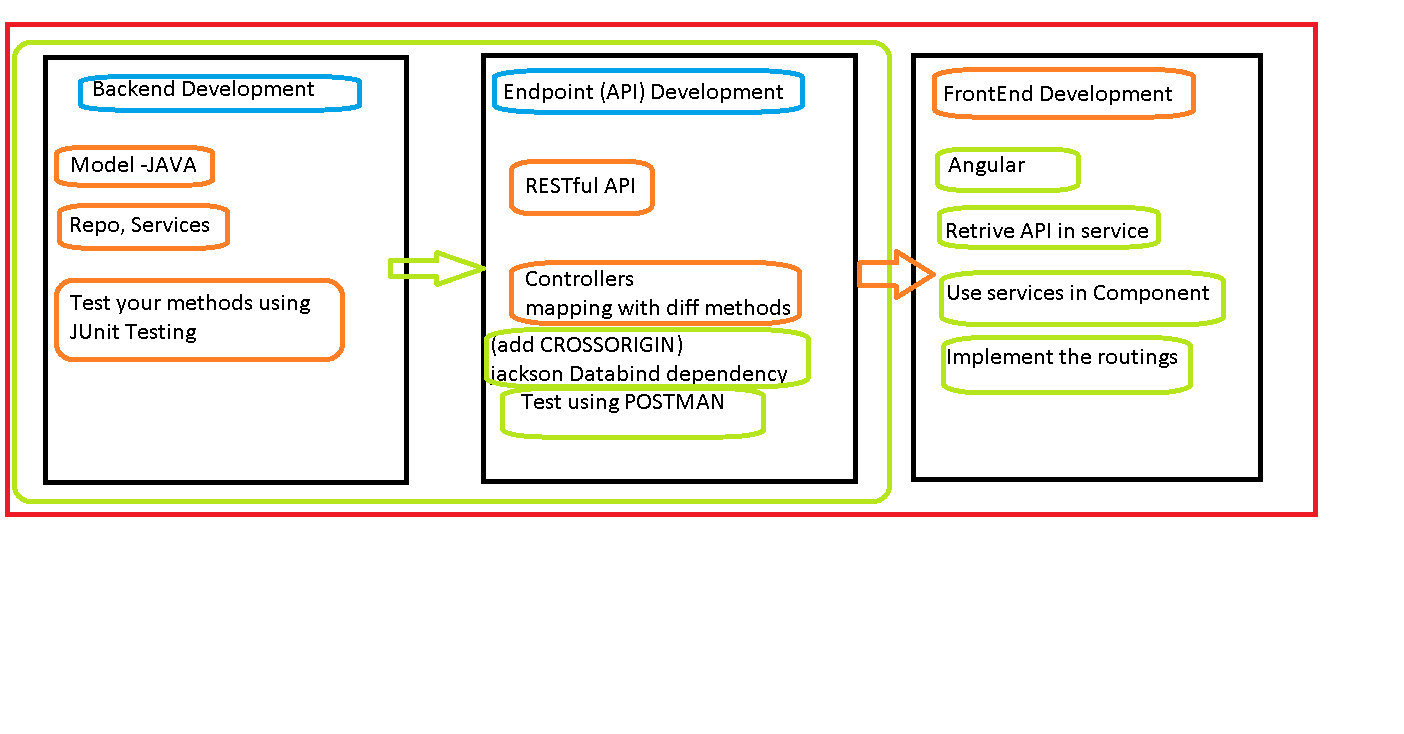 Backend Development
Model -JAVA
Repo, Services
Test your methods using
JUnit Testing
Endpoint (API) Development
RESTful API
Controllers
mapping with diff methods
(add CROSSORIGIN)
jackson Databind dependency
Test using POSTMAN
FrontEnd Development
Angular
Retrive API in service
Use services in Component
Implement the routings